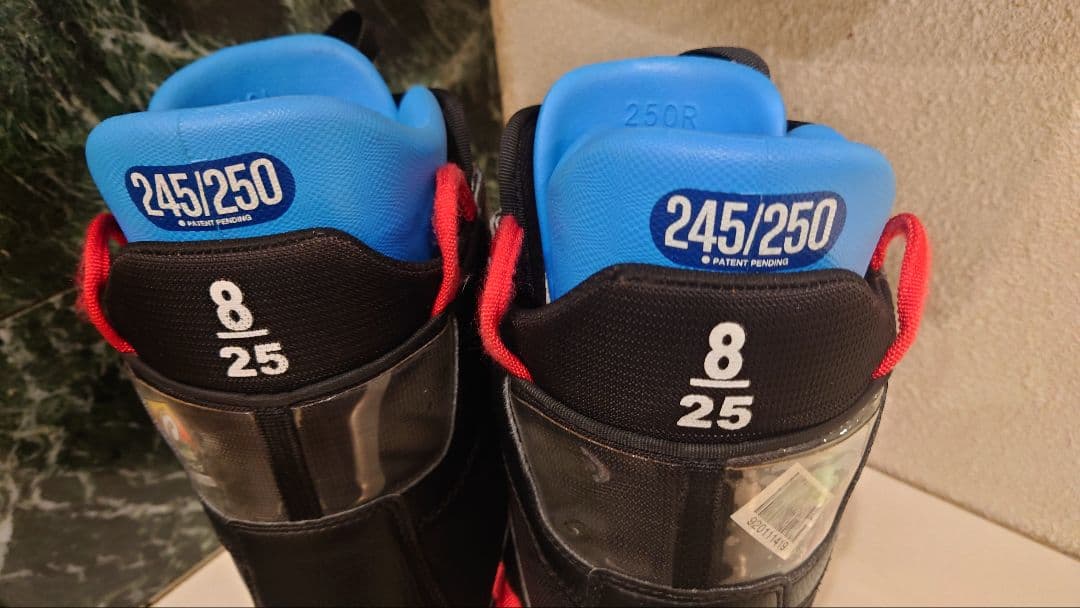 245/250
PATENT PENDING
8
25
250R
245/250
PATENT PENDING
8
25
920111419